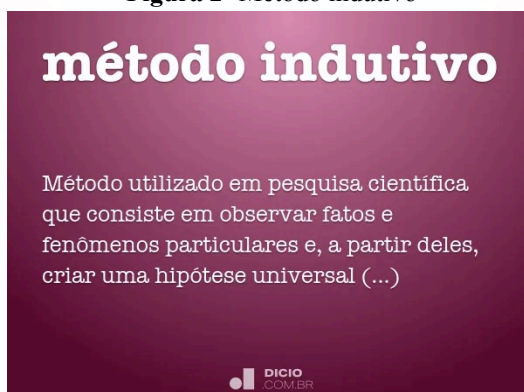 método indutivo
Método utilizado em pesquisa científica
que consiste em observar fatos e
fenômenos particulares e, a partir deles,
criar uma hipótese universal (...)
DICIO
.COM.BR